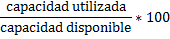 capacidad utilizada
capacidad disponible * 100